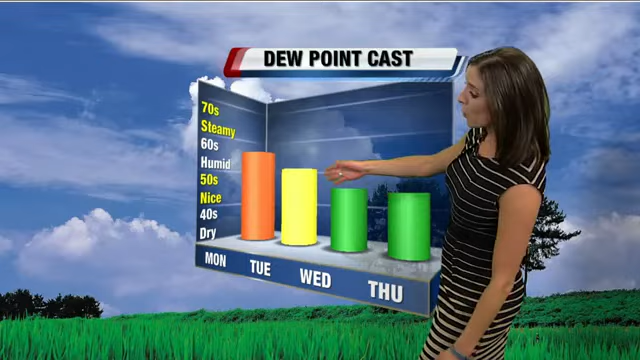 DEW POINT CAST
70s
Steamy
60s
Humid
50s
Nice
40s
Dry
MON TUE WED THU